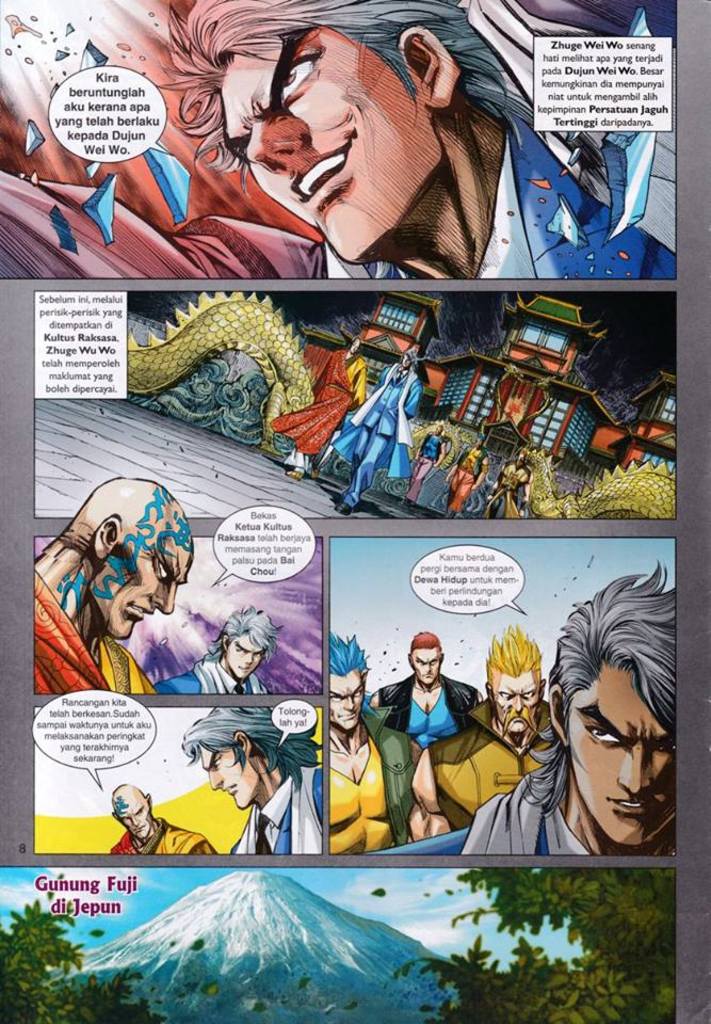 Kira
beruntunglah
aku kerana apa
yang telah berlaku
kepada Dujun
Wei Wo.
Zhuge Wei Wo senang
hati melihat apa yang terjadi
pada Dujun Wei Wo. Besar
kemungkinan dia mempunyai
niat untuk mengambil alih
kepimpinan Persatuan Jaguh
Tertinggi daripadanya.
Sebelum ini, melalui
perisik-perisik yang
ditempatkan di
Kultus Raksasa,
Zhuge Wu Wo
telah memperoleh
maklumat yang
boleh dipercayai.
Bekas
Ketua Kultus
Raksasa telah berjaya
memasang tangan
palsu pada Bai
Chou!
Rancangan kita
telah berkesan.Sudah
sampai waktunya untuk aku
melaksanakan peringkat
yang terakhirnya
sekarang!
Tolong-
lah ya!
Kamu berdua
pergi bersama dengan
Dewa Hidup untuk mem-
beri perlindungan
kepada dia!
8
Gunung Fuji
di Jepun